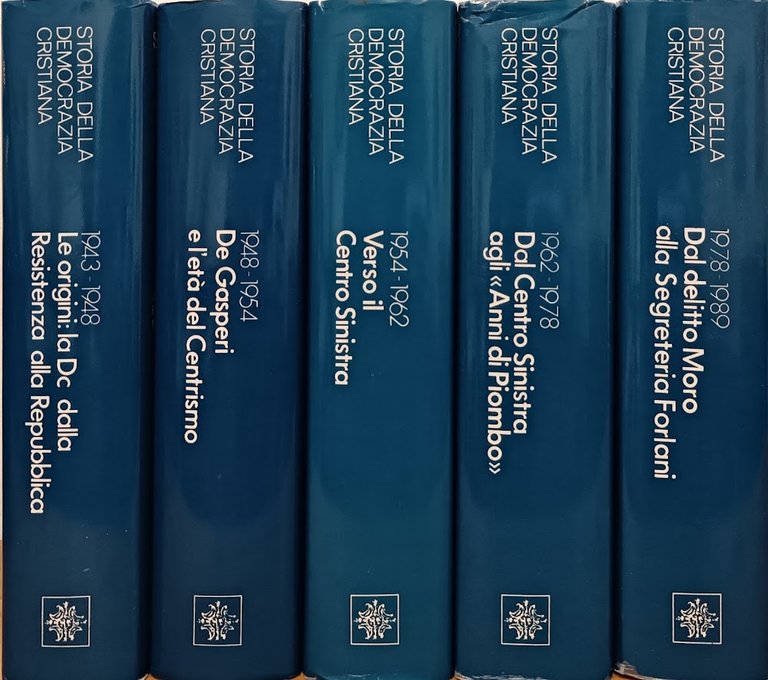 STORIA DELLA
DEMOCRAZIA
CRISTIANA
1943 - 1948
Le origini: la Dc dalla
Resistenza alla Repubblica
STORIA DELLA
DEMOCRAZIA
CRISTIANA
1948 - 1954
De Gasperi
e l'età del Centrismo
STORIA DELLA
DEMOCRAZIA
CRISTIANA
1954 - 1962
Verso il
Centro Sinistra
STORIA DELLA
DEMOCRAZIA
CRISTIANA
1962 - 1978
Dal Centro Sinistra
agli «Anni di Piombo»
STORIA DELLA
DEMOCRAZIA
CRISTIANA
1978 - 1989
Dal delitto Moro
alla Segreteria Forlani